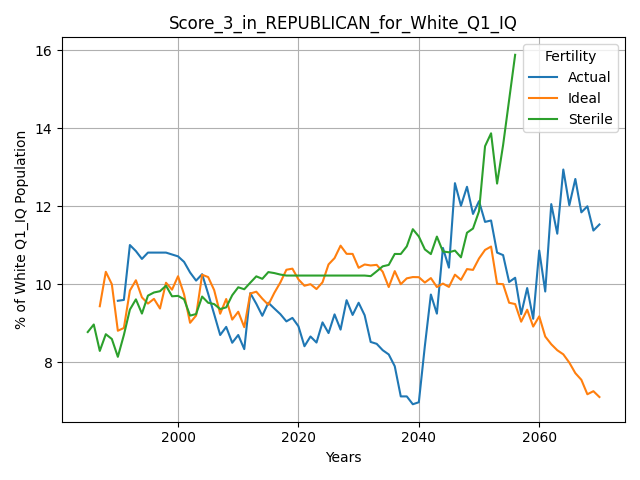 Score_3_in_REPUBLICAN_for_White_Q1_IQ
% of White Q1_IQ Population
16
14
12
10
8
Fertility
Actual
Ideal
Sterile
2000
2020
2040
2060
Years